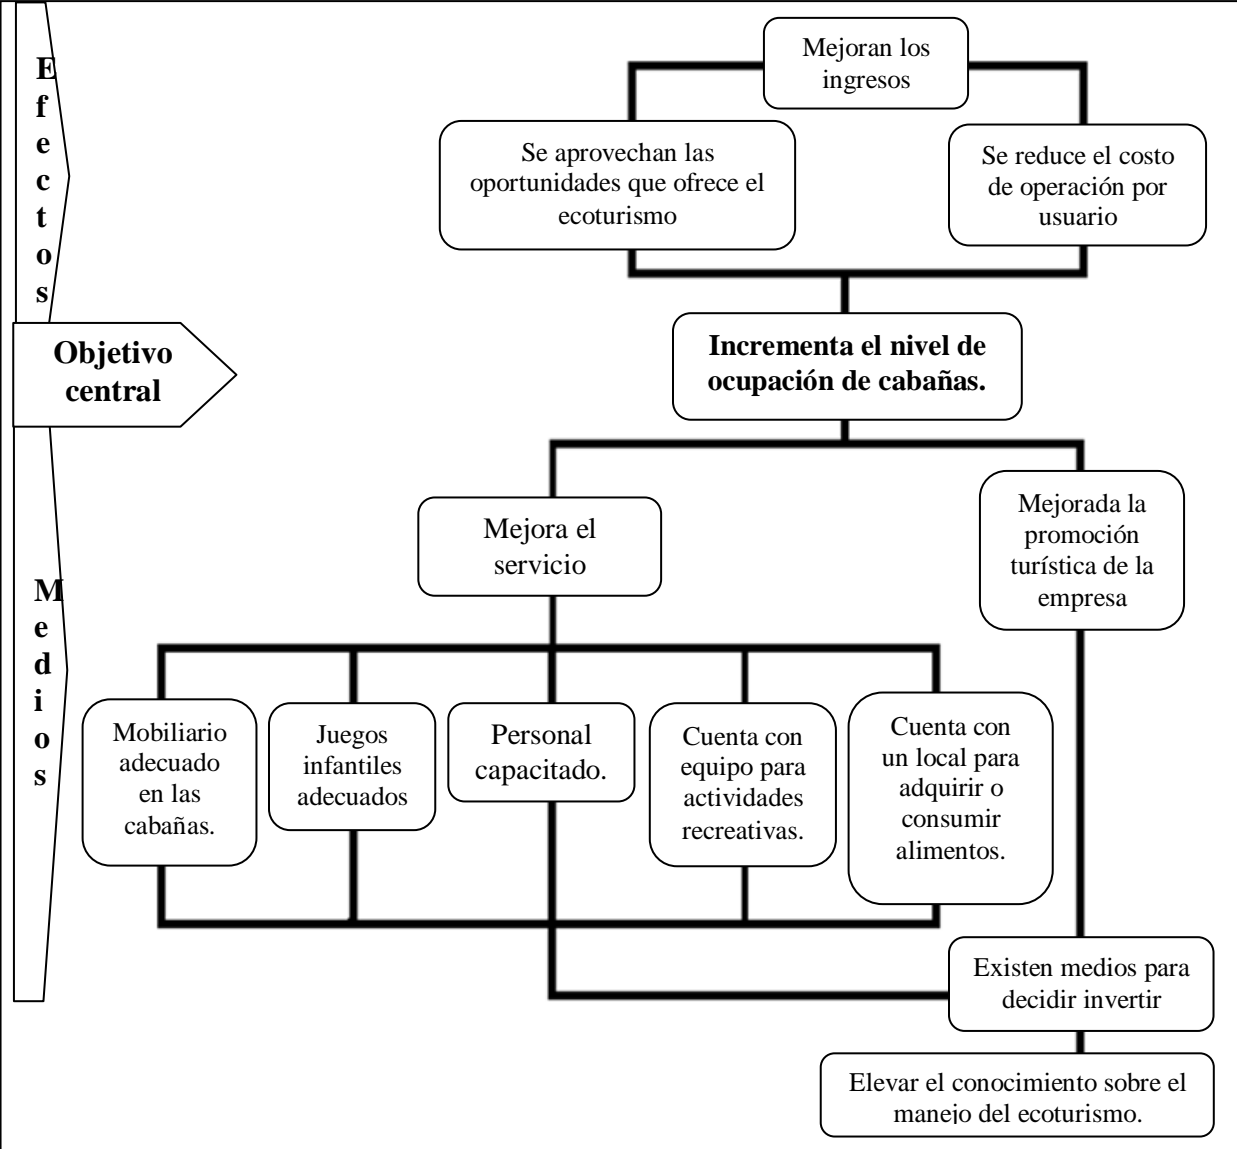 Efectos
Mejoran los
ingresos
Se aprovechan las
oportunidades que ofrece el
ecoturismo
Se reduce el costo
de operación por
usuario
Objetivo
central
Incrementa el nivel de
ocupación de cabañas.
Medios
Mejora el
servicio
Mejorada la
promoción
turística de la
empresa
Mobiliario
adecuado
en las
cabañas.
Juegos
infantiles
adecuados
Personal
capacitado.
Cuenta con
equipo para
actividades
recreativas.
Cuenta con
un local para
adquirir o
consumir
alimentos.
Existen medios para
decidir invertir
Elevar el conocimiento sobre el
manejo del ecoturismo.